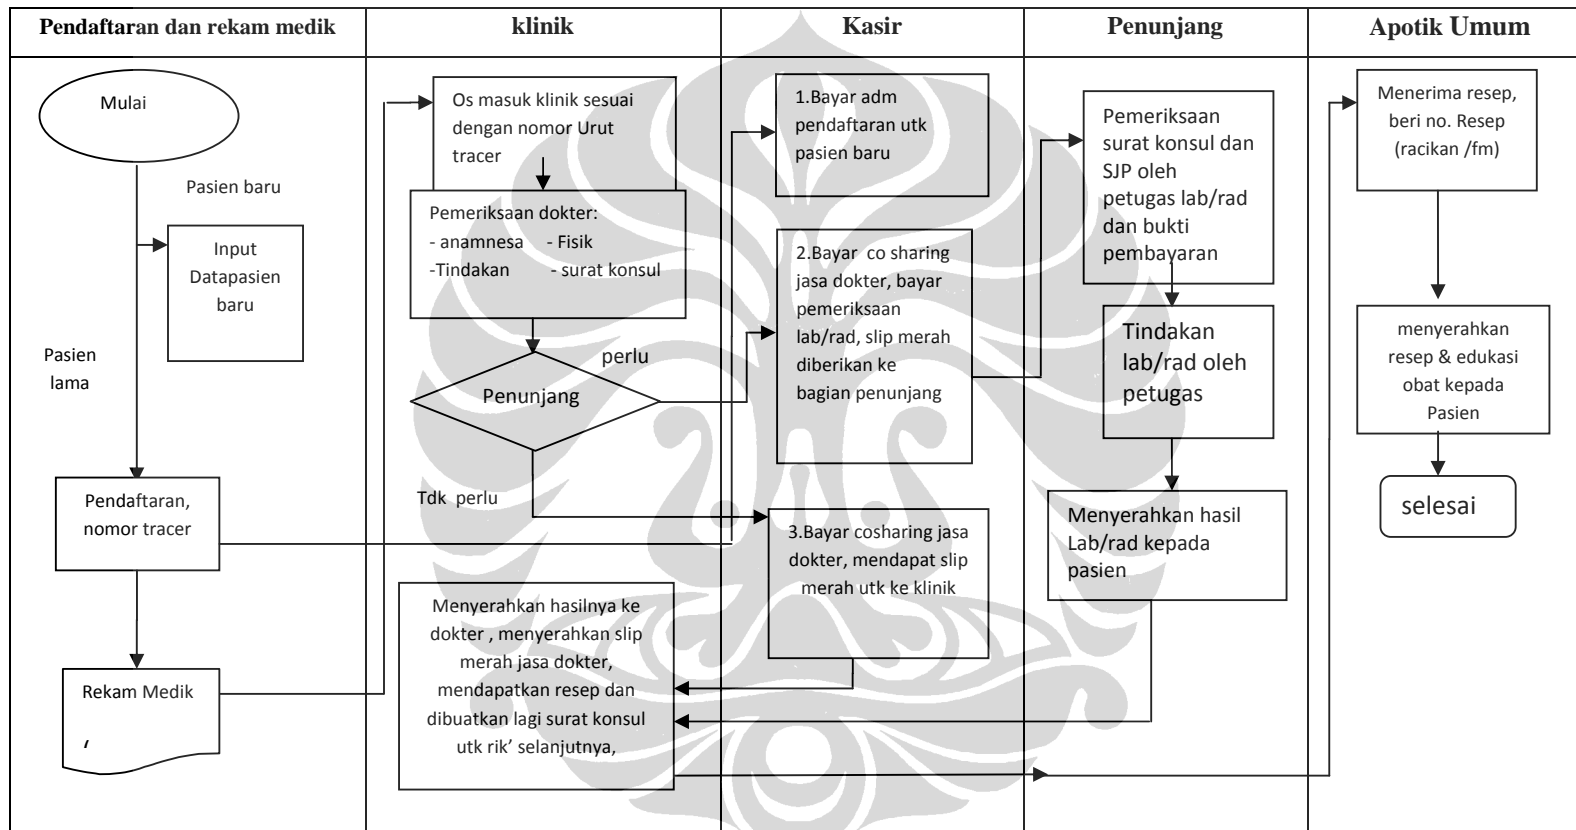 Pendaftaran dan rekam medik
klinik
Kasir
Penunjang
Apotik Umum
Mulai
Pasien baru
Input
Datapasien
baru
Pasien
lama
Pendaftaran,
nomor tracer
Rekam Medik
,
Os masuk klinik sesuai
dengan nomor Urut
tracer
Pemeriksaan dokter:
- anamnesa - Fisik
-Tindakan - surat konsul
perlu
Penunjang
Tdk perlu
Menyerahkan hasilnya ke
dokter , menyerahkan slip
merah jasa dokter,
mendapatkan resep dan
dibuatkan lagi surat konsul
utk rik’ selanjutnya,
1.Bayar adm
pendaftaran utk
pasien baru
2.Bayar co sharing
jasa dokter, bayar
pemeriksaan
lab/rad, slip merah
diberikan ke
bagian penunjang
3.Bayar cosharing jasa
dokter, mendapat slip
merah utk ke klinik
Pemeriksaan
surat konsul dan
SJP oleh
petugas lab/rad
dan bukti
pembayaran
Tindakan
lab/rad oleh
petugas
Menyerahkan hasil
Lab/rad kepada
pasien
Menerima resep,
beri no. Resep
(racikan /fm)
menyerahkan
resep & edukasi
obat kepada
Pasien
selesai